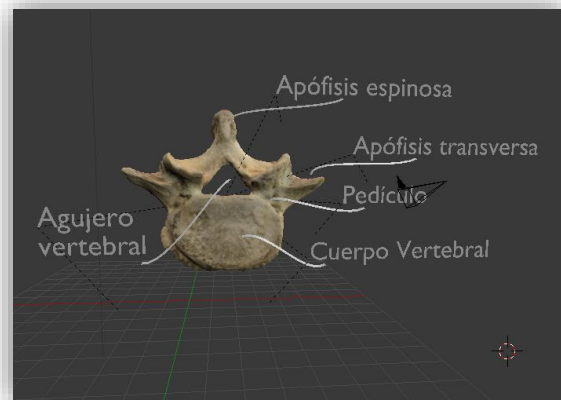 Apófisis espinosa
Apófisis transversa
Pedículo
Agujero
vertebral
Cuerpo Vertebral